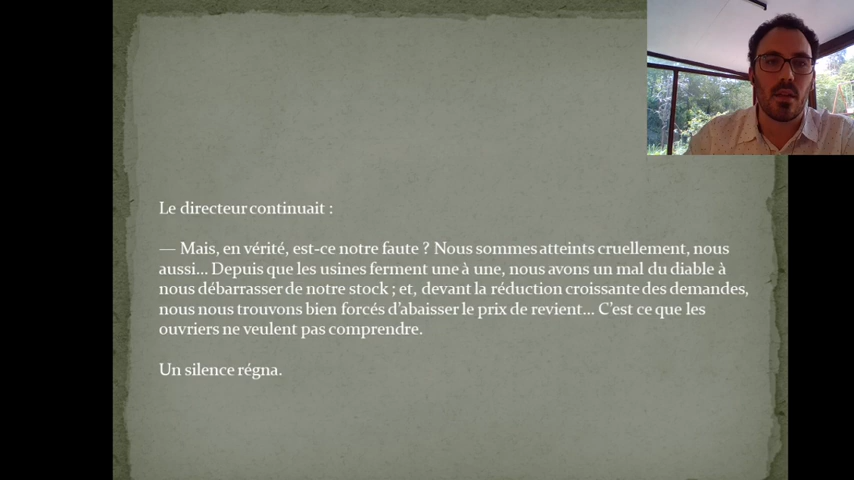 Le directeur continuait :
— Mais, en vérité, est-ce notre faute ? Nous sommes atteints cruellement, nous
aussi... Depuis que les usines ferment une à une, nous avons un mal du diable à
nous débarrasser de notre stock ; et, devant la réduction croissante des demandes,
nous nous trouvons bien forcés d’abaisser le prix de revient... C’est ce que les
ouvriers ne veulent pas comprendre.
Un silence régna.